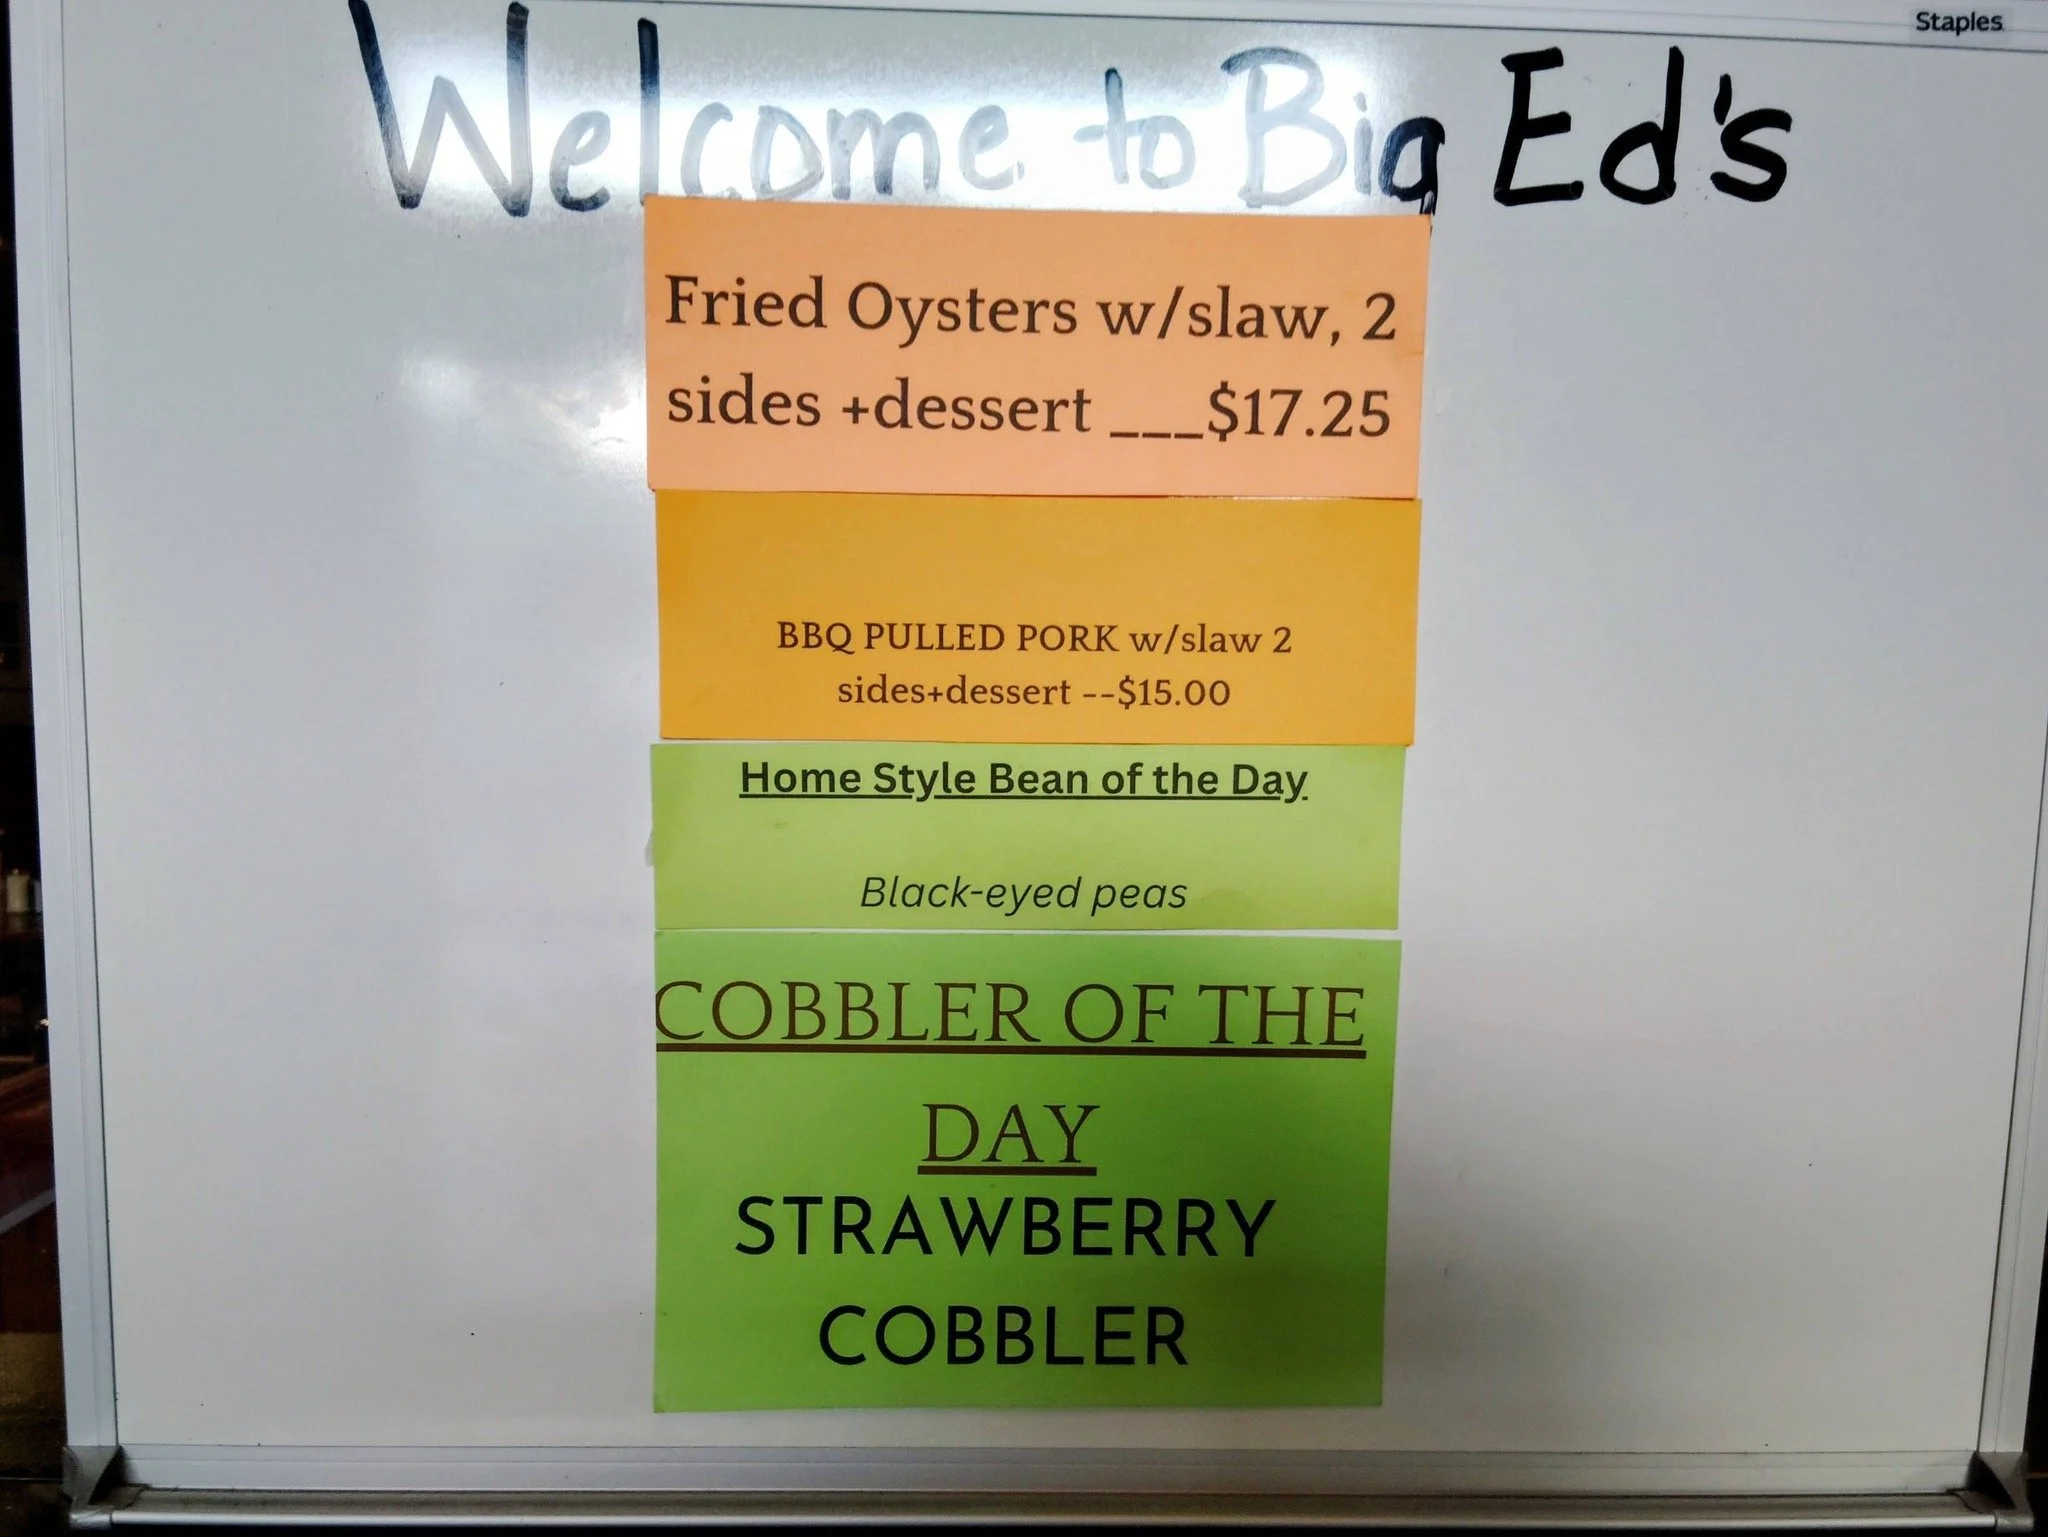 Staples
Welcome to Big Ed's
Fried Oysters w/slaw, 2
sides +dessert ___$17.25
BBQ PULLED PORK w/slaw 2
sides+dessert --$15.00
Home Style Bean of the Day
Black-eyed peas
COBBLER OF THE
DAY
STRAWBERRY
COBBLER